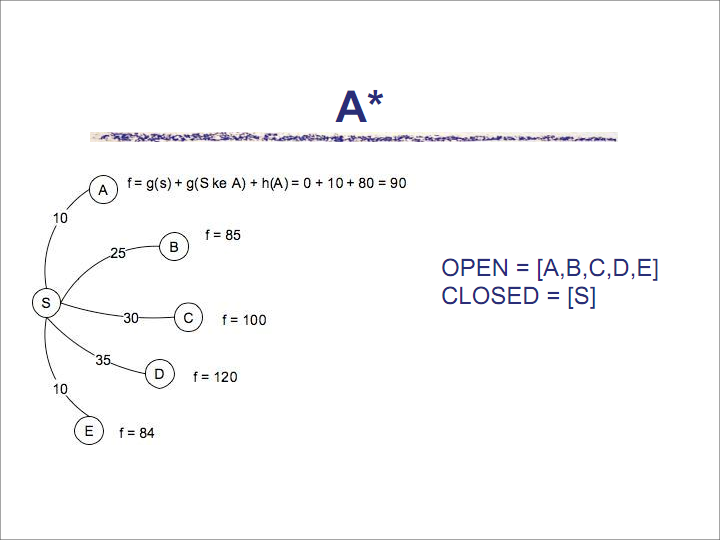 A*
A
f = g(s) + g(S ke A) + h(A) = 0 + 10 + 80 = 90
10
B
f = 85
25
OPEN = [A,B,C,D,E]
CLOSED = [S]
S
30
C
f = 100
35
D
f = 120
10
E
f = 84